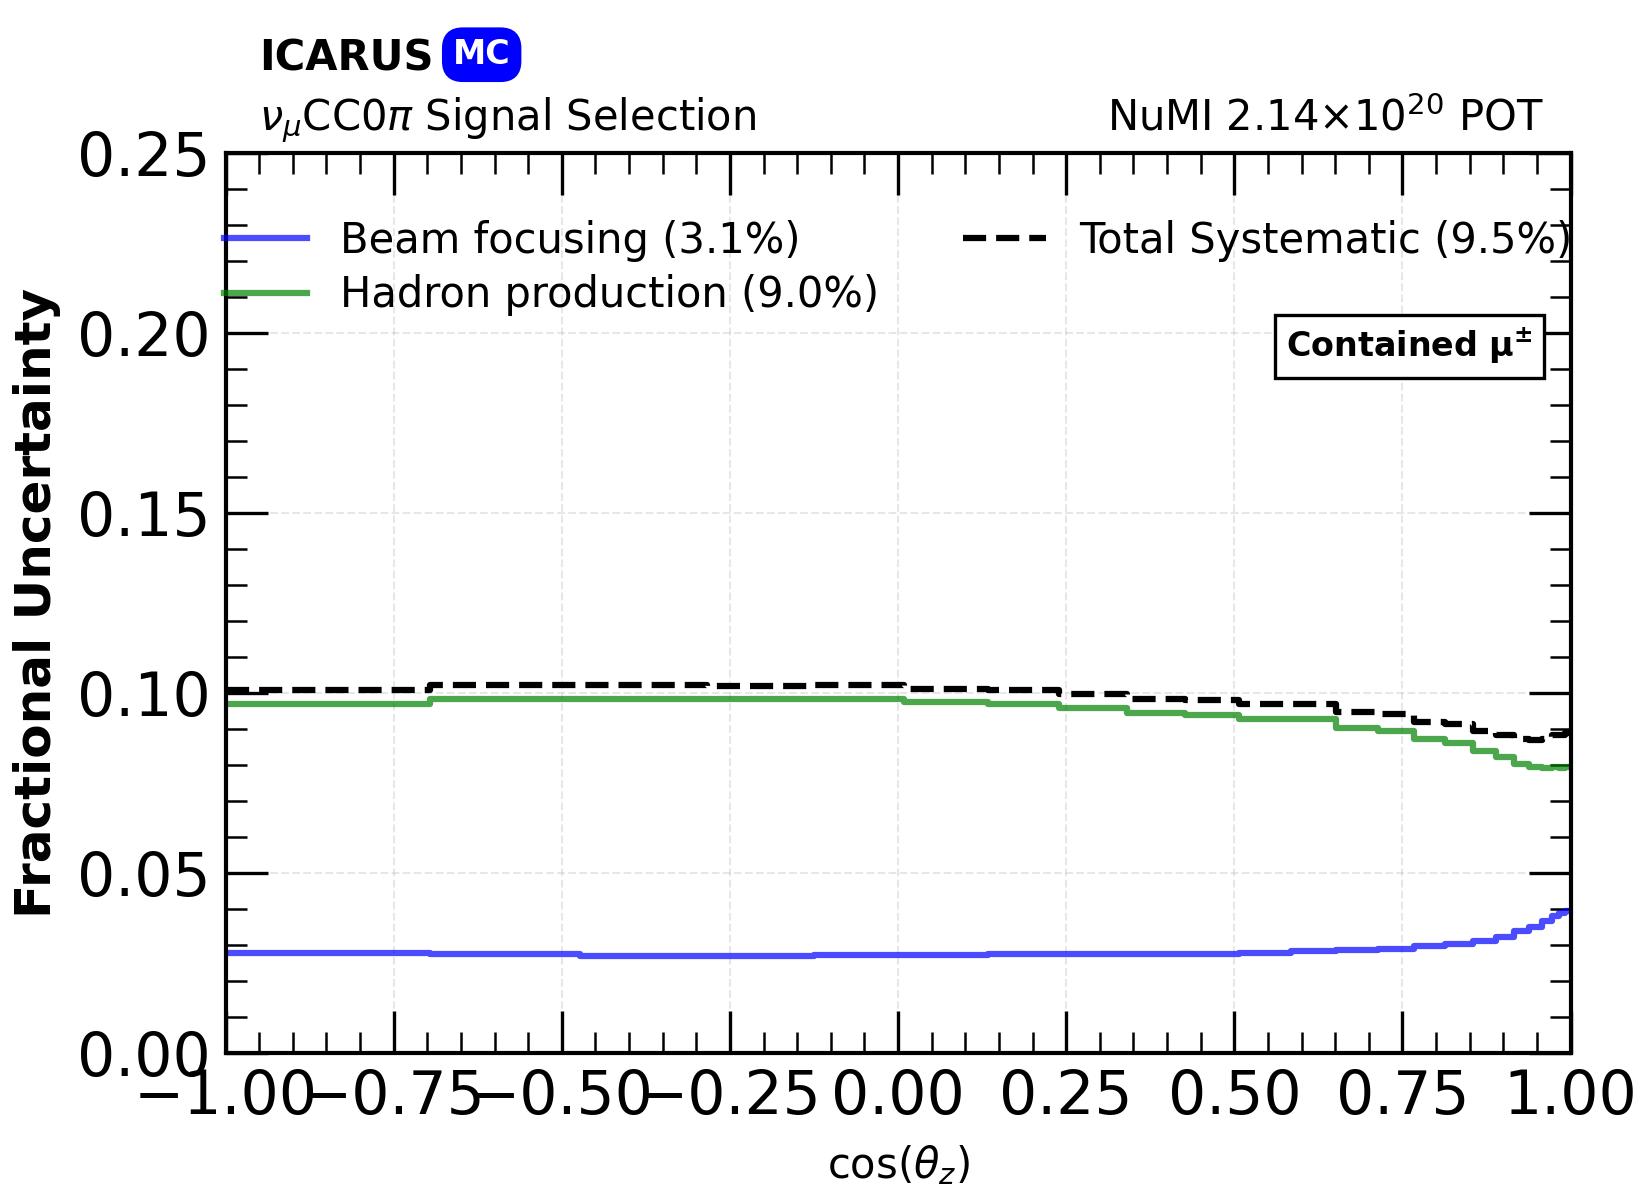 ICARUS MC
νμCC0π Signal Selection
NuMI 2.14×10²⁰ POT
Beam focusing (3.1%)
Hadron production (9.0%)
Total Systematic (9.5%)
Contained μ±
Fractional Uncertainty
0.25
0.20
0.15
0.10
0.05
0.00
−1.00 −0.75 −0.50 −0.25 0.00 0.25 0.50 0.75 1.00
cos(θz)